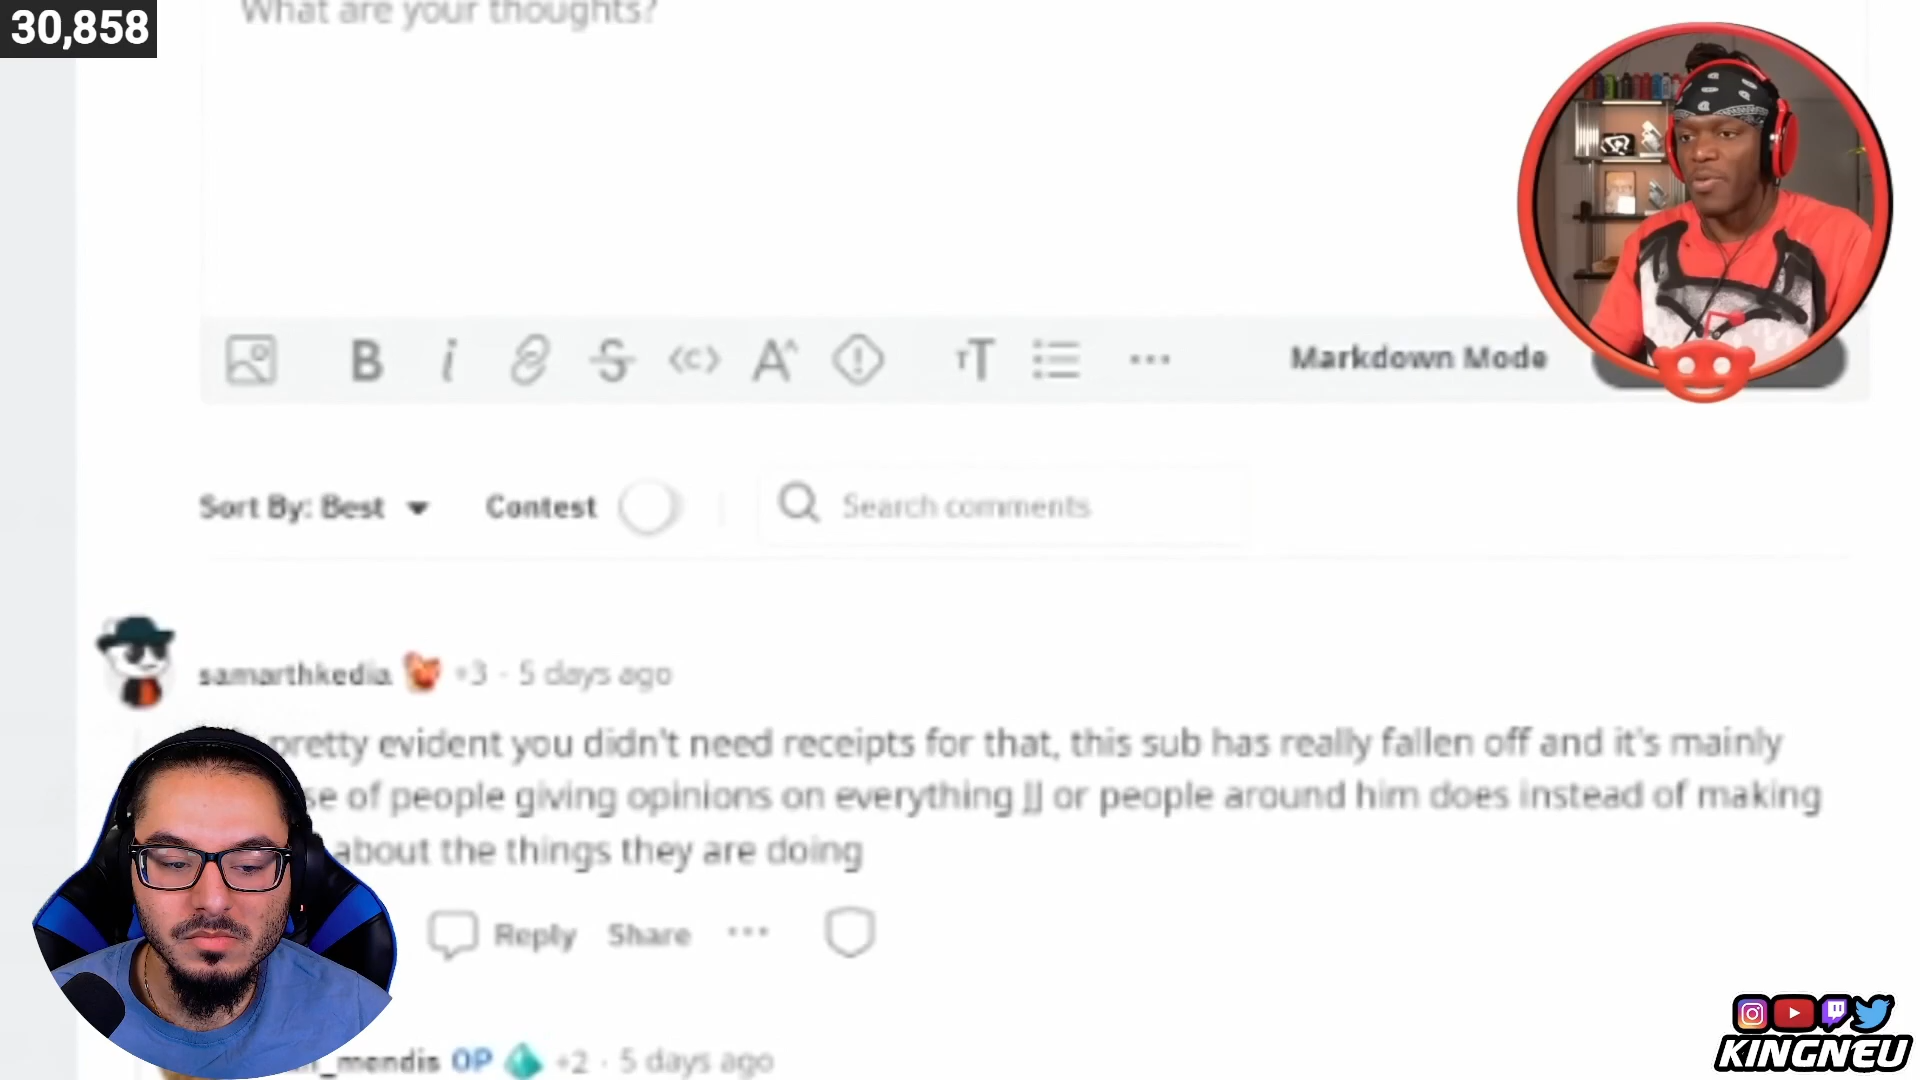 30,858
What are your thoughts?
B i S <c> A^ TT ... Markdown Mode
Sort By: Best Contest Search comments
samarthkedia +3 · 5 days ago
pretty evident you didn't need receipts for that, this sub has really fallen off and it's mainly
of people giving opinions on everything JJ or people around him does instead of making
about the things they are doing
Reply Share ...
_mendis OP +2 · 5 days ago
KINGNEU